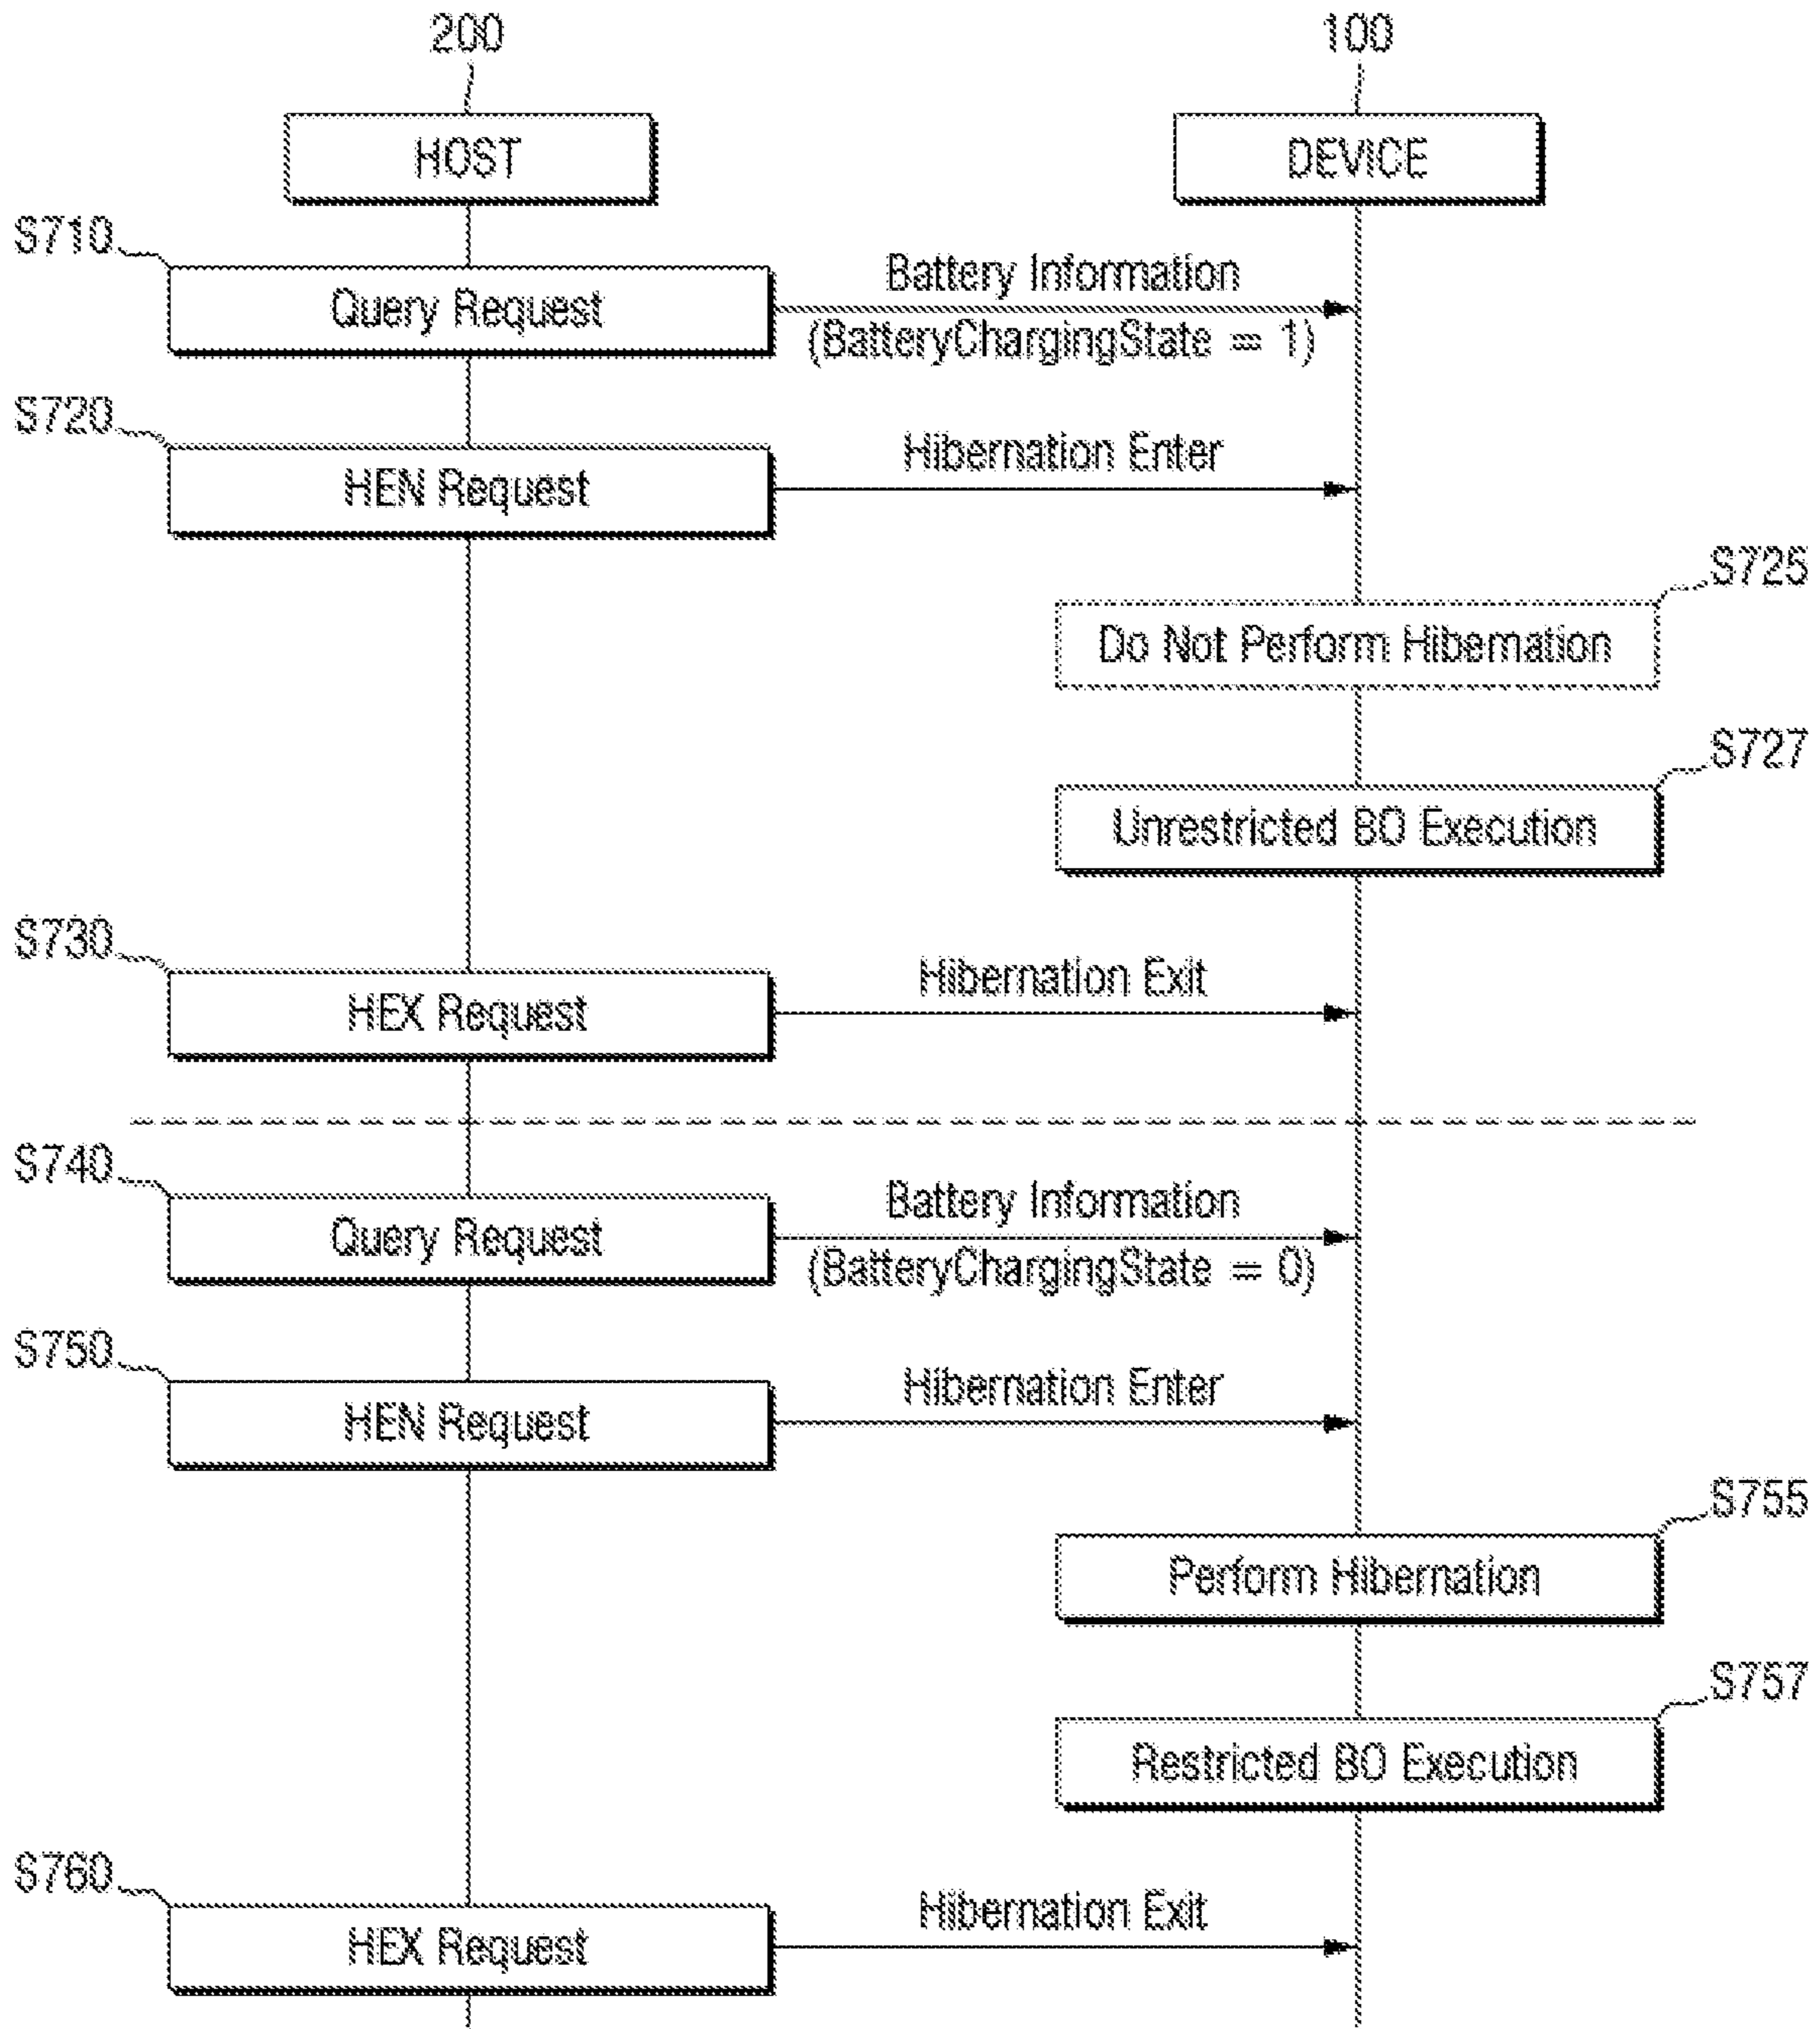 200
100
HOST
DEVICE
S710
Query Request
Battery Information
(BatteryChargingState = 1)
S720
HEN Request
Hibernation Enter
S725
Do Not Perform Hibernation
S727
Unrestricted BO Execution
S730
HEX Request
Hibernation Exit
S740
Query Request
Battery Information
(BatteryChargingState = 0)
S750
HEN Request
Hibernation Enter
S755
Perform Hibernation
S757
Restricted BO Execution
S760
HEX Request
Hibernation Exit